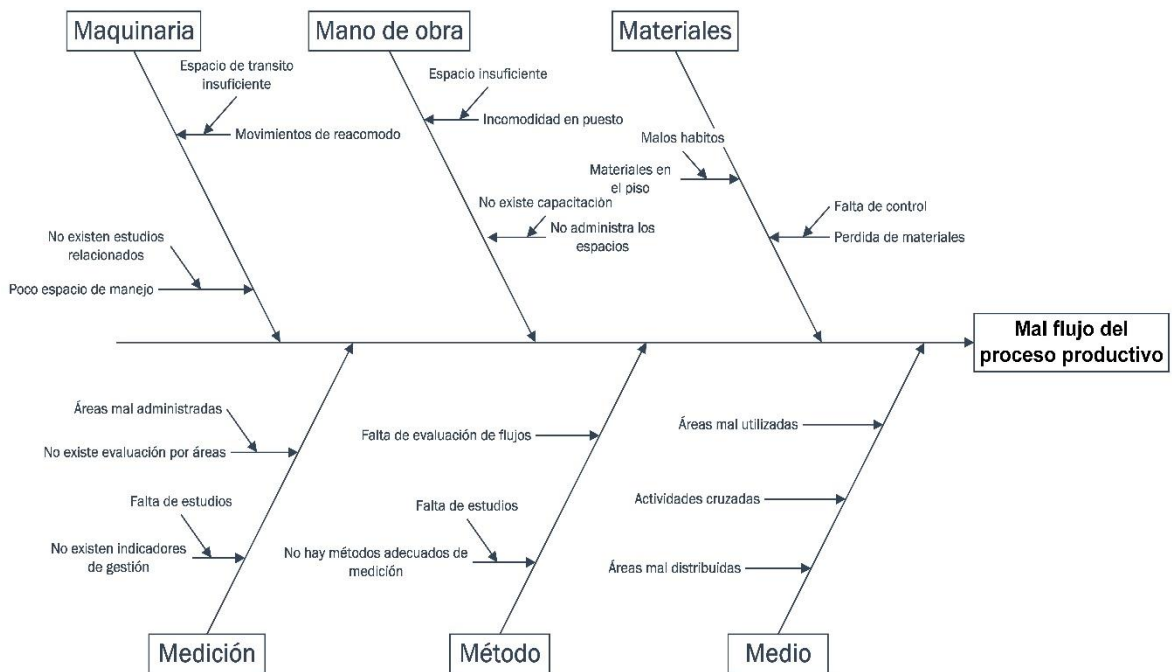 Maquinaria
Mano de obra
Materiales
Espacio de transito
insuficiente
Movimientos de reacomodo
No existen estudios
relacionados
Poco espacio de manejo
Espacio insuficiente
Incomodidad en puesto
No existe capacitación
No administra los
espacios
Malos habitos
Materiales en
el piso
Falta de control
Perdida de materiales
Mal flujo del
proceso productivo
Áreas mal administradas
No existe evaluación por áreas
Falta de estudios
No existen indicadores
de gestión
Falta de evaluación de flujos
Falta de estudios
No hay métodos adecuados de
medición
Áreas mal utilizadas
Actividades cruzadas
Áreas mal distribuidas
Medición
Método
Medio